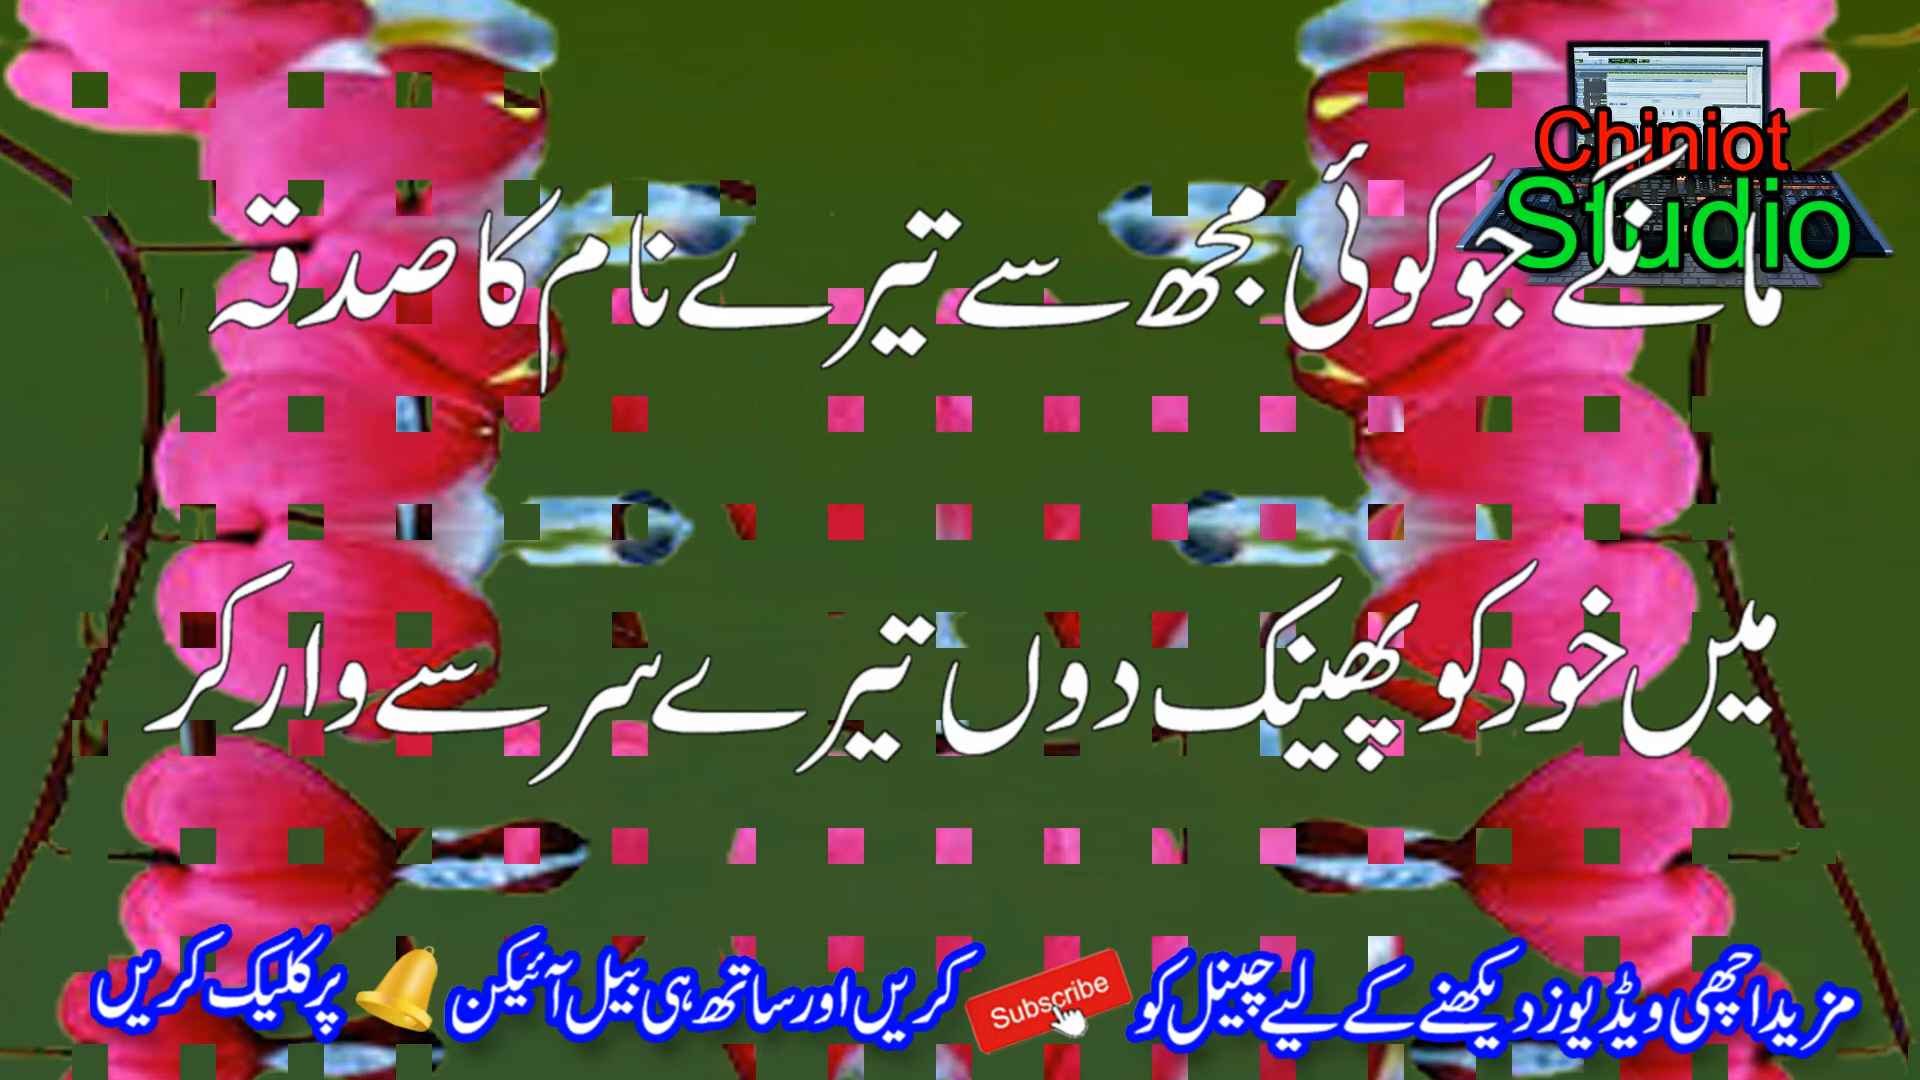 Chiniot
Studio
مانگے جو کوئی مجھ سے تیرے نام کا صدقہ
میں خود کو پھینک دوں تیرے سر سے وار کر
مزید اچھی ویڈیوز دیکھنے کے لیے چینل کو Subscribe کریں اور ساتھ ہی بیل آئیکن پر کلیک کریں